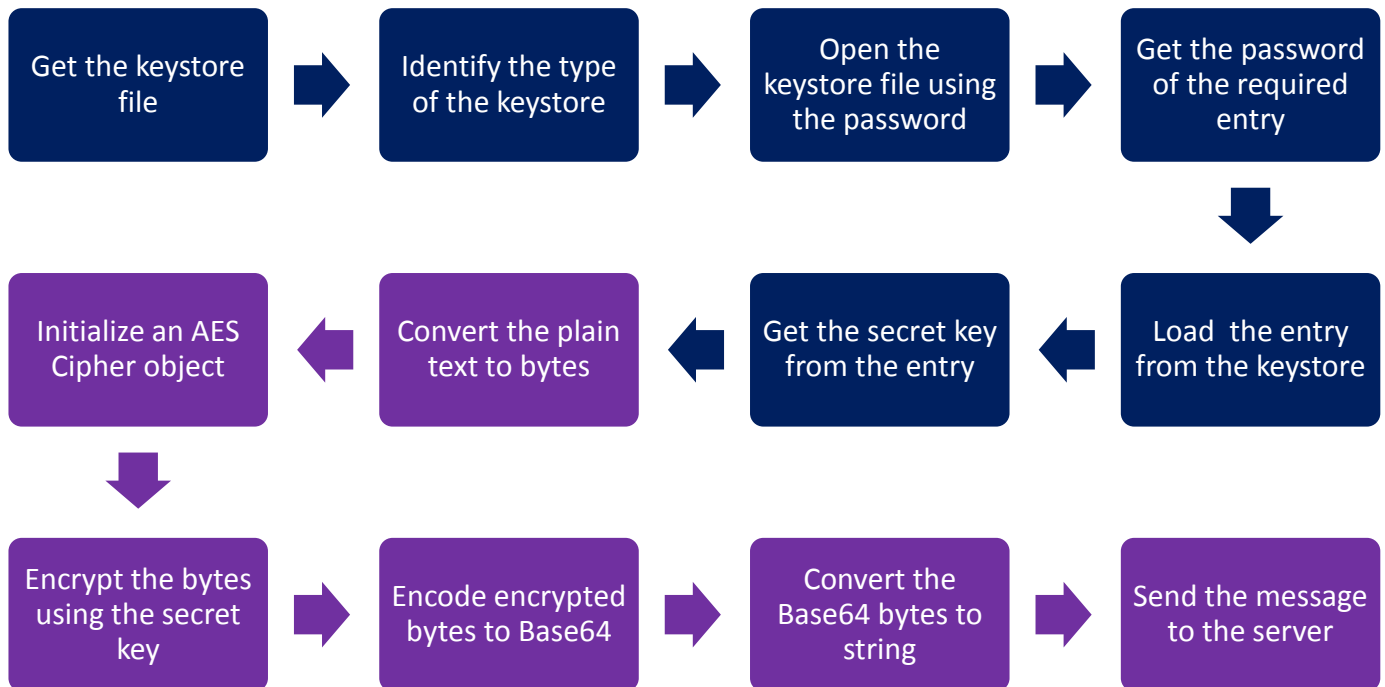 Get the keystore
file
Identify the type
of the keystore
Open the
keystore file using
the password
Get the password
of the required
entry
Load  the entry
from the keystore
Get the secret key
from the entry
Convert the plain
text to bytes
Initialize an AES
Cipher object
Encrypt the bytes
using the secret
key
Encode encrypted
bytes to Base64
Convert the
Base64 bytes to
string
Send the message
to the server